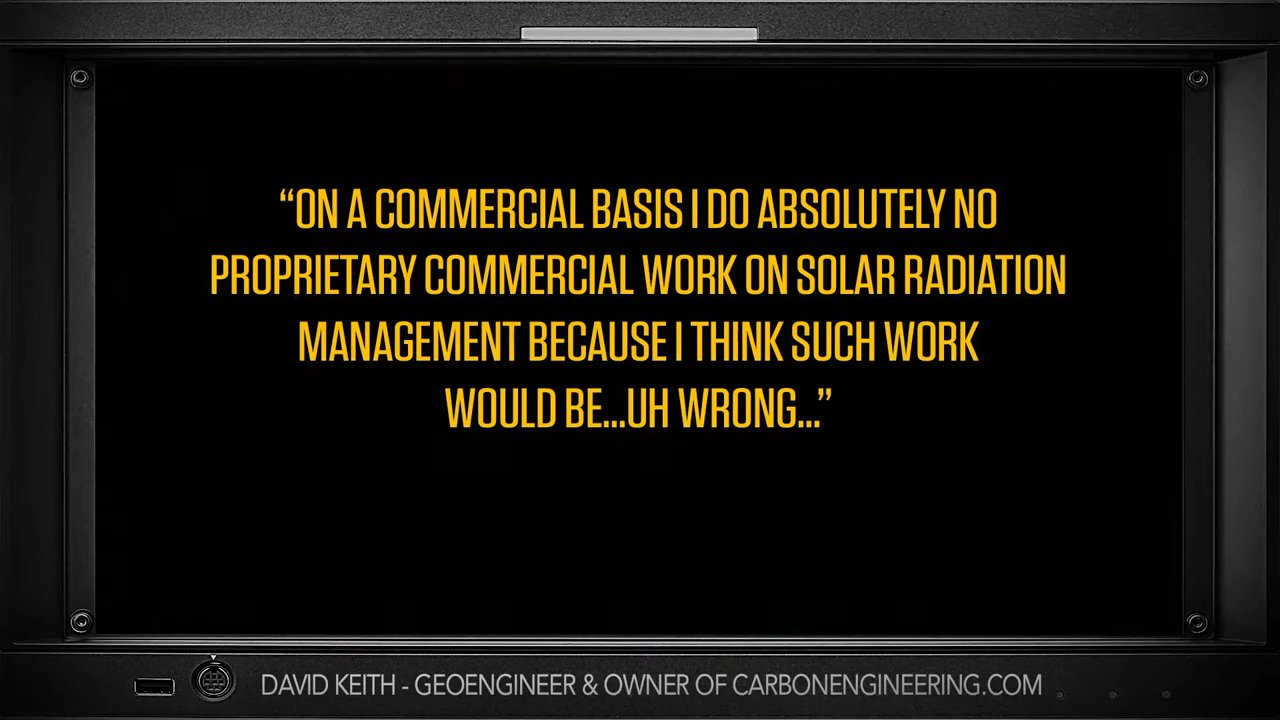 “ON A COMMERCIAL BASIS I DO ABSOLUTELY NO
PROPRIETARY COMMERCIAL WORK ON SOLAR RADIATION
MANAGEMENT BECAUSE I THINK SUCH WORK
WOULD BE...UH WRONG...”
DAVID KEITH - GEOENGINEER & OWNER OF CARBONENGINEERING.COM